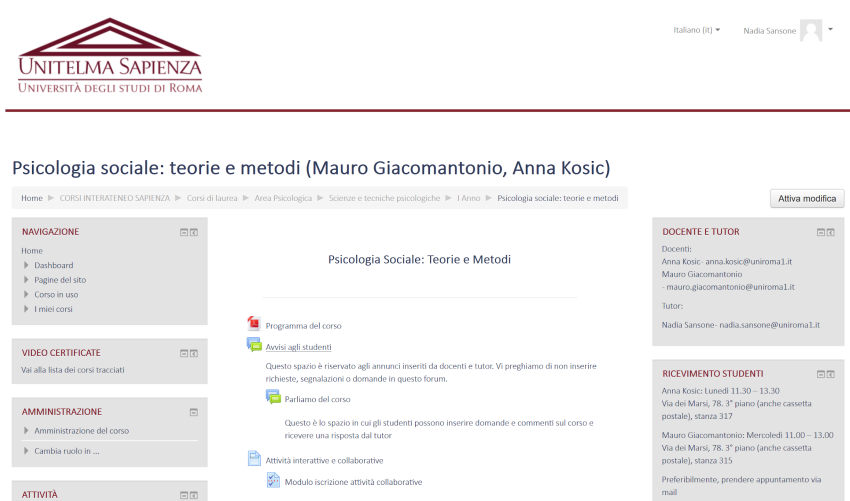 UNITELMA SAPIENZA
UNIVERSITÀ DEGLI STUDI DI ROMA
Italiano (it)
Nadia Sansone
Psicologia sociale: teorie e metodi (Mauro Giacomantonio, Anna Kosic)
Home ▶ CORSI INTERATENEO SAPIENZA ▶ Corsi di laurea ▶ Area Psicologica ▶ Scienze e tecniche psicologiche ▶ I Anno ▶ Psicologia sociale: teorie e metodi
Attiva modifica
NAVIGAZIONE
Home
Dashboard
Pagine del sito
Corso in uso
I miei corsi
VIDEO CERTIFICATE
Vai alla lista dei corsi tracciati
AMMINISTRAZIONE
Amministrazione del corso
Cambia ruolo in ...
ATTIVITÀ
Psicologia Sociale: Teorie e Metodi
Programma del corso
Avvisi agli studenti
Questo spazio è riservato agli annunci inseriti da docenti e tutor. Vi preghiamo di non inserire
richieste, segnalazioni o domande in questo forum.
Parliamo del corso
Questo è lo spazio in cui gli studenti possono inserire domande e commenti sul corso e
ricevere una risposta dal tutor
Attività interattive e collaborative
Modulo iscrizione attività collaborative
DOCENTE E TUTOR
Docenti:
Anna Kosic- anna.kosic@uniroma1.it
Mauro Giacomantonio
- mauro.giacomantonio@uniroma1.it
Tutor:
Nadia Sansone- nadia.sansone@uniroma1.it
RICEVIMENTO STUDENTI
Anna Kosic: Lunedì 11.30 – 13.30
Via dei Marsi, 78. 3° piano (anche cassetta
postale), stanza 317
Mauro Giacomantonio: Mercoledì 11.00 – 13.00
Via dei Marsi, 78. 3° piano (anche cassetta
postale), stanza 315
Preferibilmente, prendere appuntamento via
mail